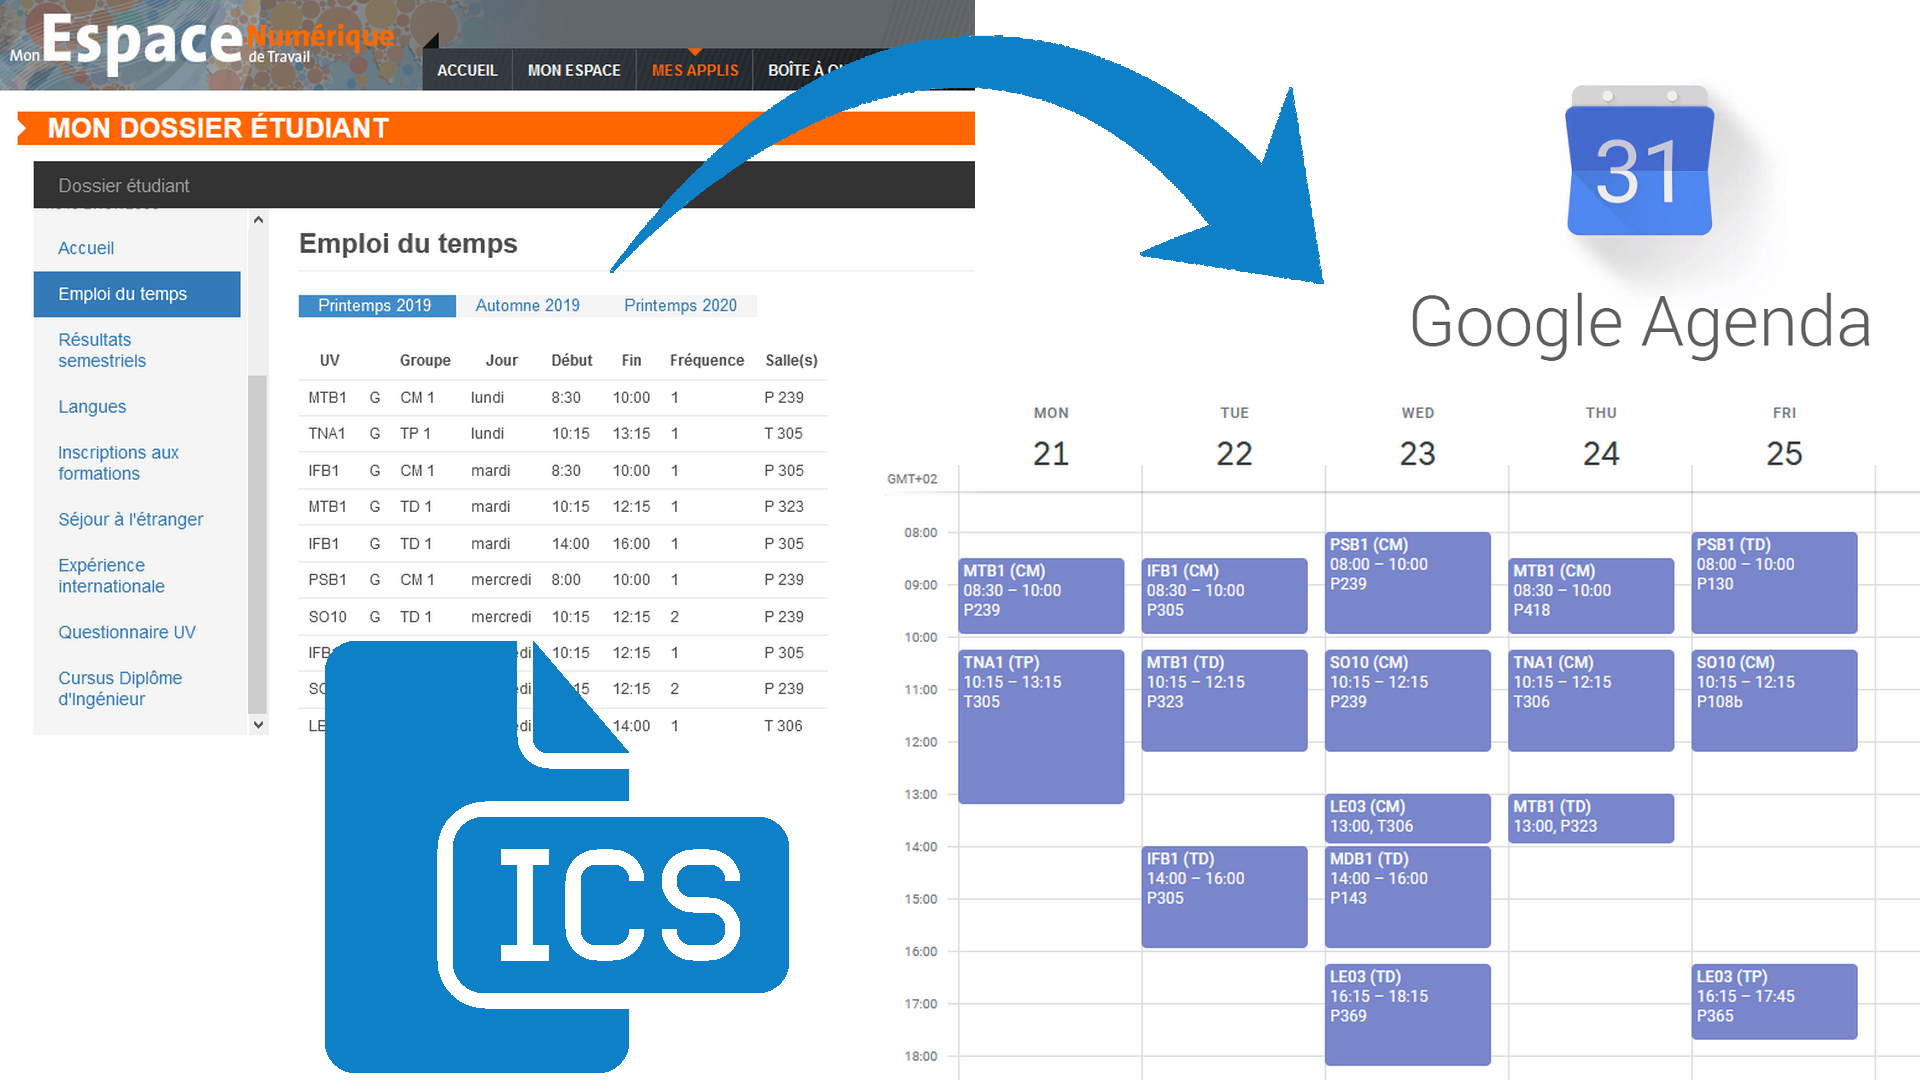 Mon Espace Numérique
de Travail
ACCUEIL MON ESPACE MES APPLIS BOÎTE À
MON DOSSIER ÉTUDIANT
Dossier étudiant
Accueil
Emploi du temps
Résultats
semestriels
Langues
Inscriptions aux
formations
Séjour à l'étranger
Expérience
internationale
Questionnaire UV
Cursus Diplôme
d'Ingénieur
Emploi du temps
Printemps 2019 Automne 2019 Printemps 2020
UV Groupe Jour Début Fin Fréquence Salle(s)
MTB1 G CM 1 lundi 8:30 10:00 1 P 239
TNA1 G TP 1 lundi 10:15 13:15 1 T 305
IFB1 G CM 1 mardi 8:30 10:00 1 P 305
MTB1 G TD 1 mardi 10:15 12:15 1 P 323
IFB1 G TD 1 mardi 14:00 16:00 1 P 305
PSB1 G CM 1 mercredi 8:00 10:00 1 P 239
SO10 G TD 1 mercredi 10:15 12:15 2 P 239
IFB di 10:15 12:15 1 P 305
di 15 12:15 2 P 239
LE di 14:00 1 T 306
ICS
31
Google Agenda
MON TUE WED THU FRI
21 22 23 24 25
GMT+02
08:00
09:00
10:00
11:00
12:00
13:00
14:00
15:00
16:00
17:00
18:00
MTB1 (CM)
08:30 – 10:00
P239
TNA1 (TP)
10:15 – 13:15
T305
IFB1 (CM)
08:30 – 10:00
P305
MTB1 (TD)
10:15 – 12:15
P323
IFB1 (TD)
14:00 – 16:00
P305
PSB1 (CM)
08:00 – 10:00
P239
SO10 (CM)
10:15 – 12:15
P239
LE03 (CM)
13:00, T306
MDB1 (TD)
14:00 – 16:00
P143
LE03 (TD)
16:15 – 18:15
P369
MTB1 (CM)
08:30 – 10:00
P418
TNA1 (CM)
10:15 – 12:15
T306
MTB1 (TD)
13:00, P323
PSB1 (TD)
08:00 – 10:00
P130
SO10 (CM)
10:15 – 12:15
P108b
LE03 (TP)
16:15 – 17:45
P365